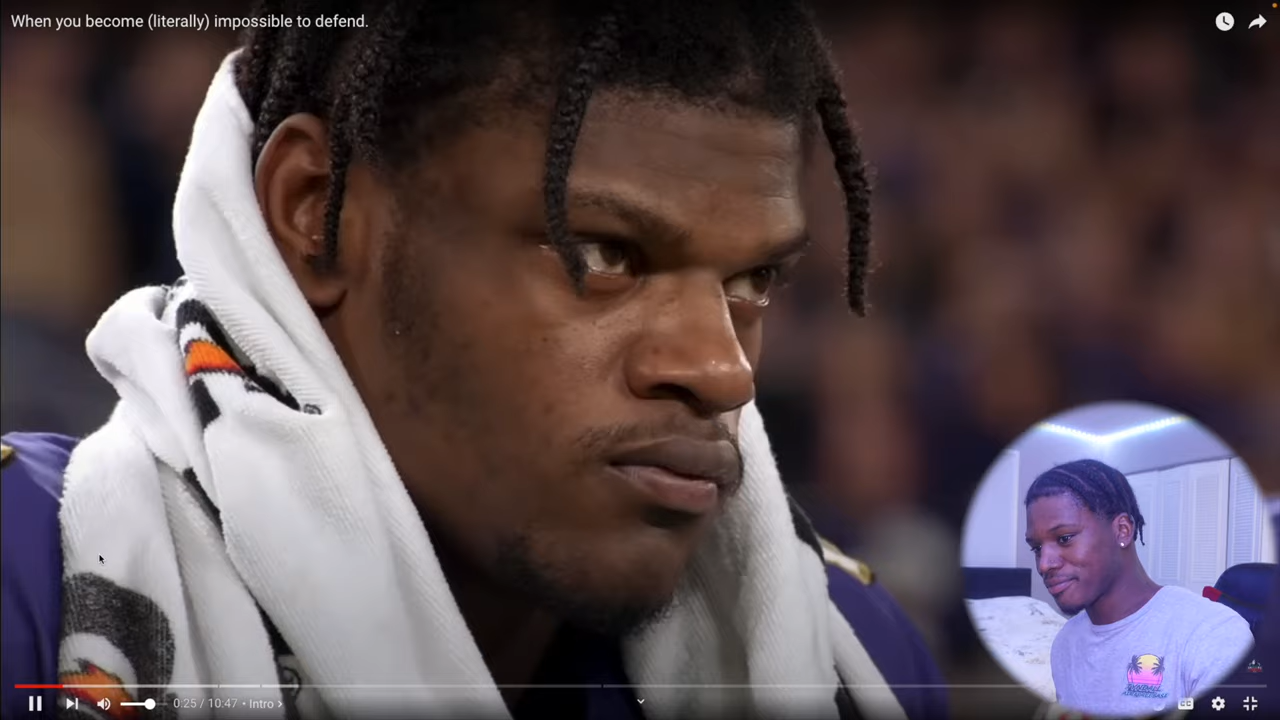 When you become (literally) impossible to defend.
0:25 / 10:47 • Intro